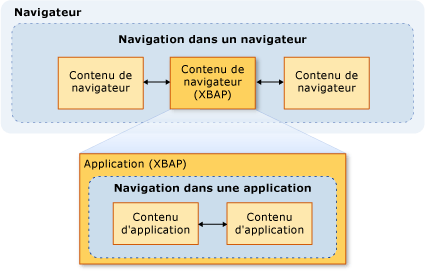 Navigateur
Navigation dans un navigateur
Contenu de
navigateur
Contenu de
navigateur
(XBAP)
Contenu de
navigateur
Application (XBAP)
Navigation dans une application
Contenu
d'application
Contenu
d'application